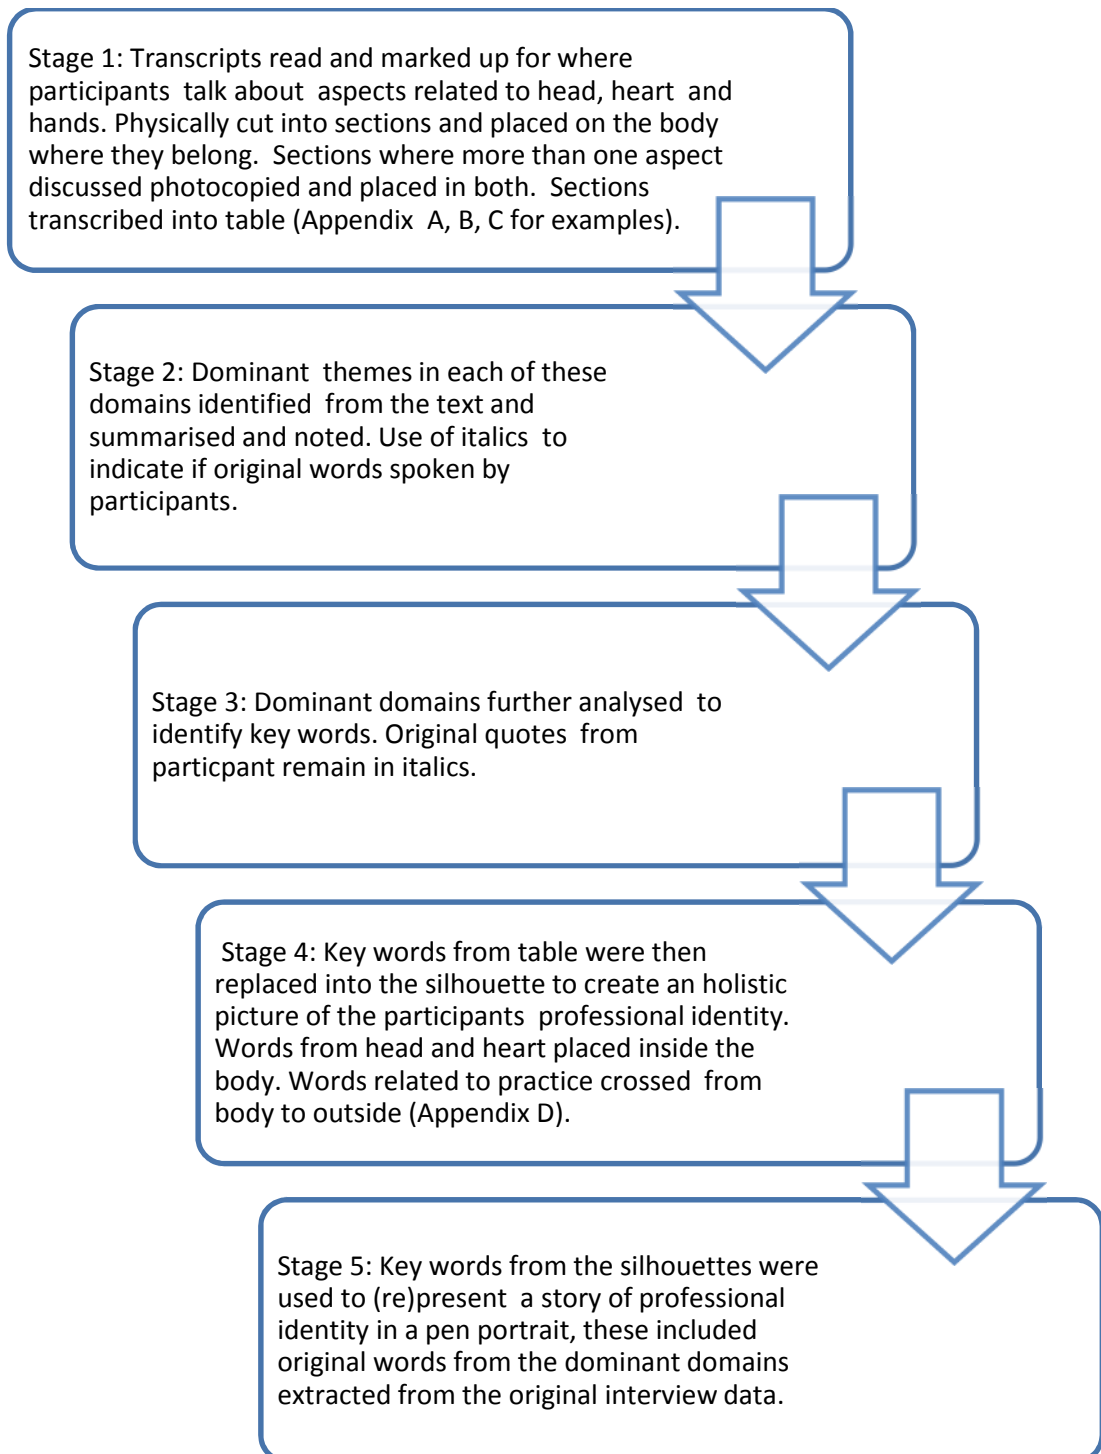 Stage 1: Transcripts read and marked up for where
participants talk about aspects related to head, heart and
hands. Physically cut into sections and placed on the body
where they belong. Sections where more than one aspect
discussed photocopied and placed in both. Sections
transcribed into table (Appendix A, B, C for examples).
Stage 2: Dominant themes in each of these
domains identified from the text and
summarised and noted. Use of italics to
indicate if original words spoken by
participants.
Stage 3: Dominant domains further analysed to
identify key words. Original quotes from
particpant remain in italics.
Stage 4: Key words from table were then
replaced into the silhouette to create an holistic
picture of the participants professional identity.
Words from head and heart placed inside the
body. Words related to practice crossed from
body to outside (Appendix D).
Stage 5: Key words from the silhouettes were
used to (re)present a story of professional
identity in a pen portrait, these included
original words from the dominant domains
extracted from the original interview data.